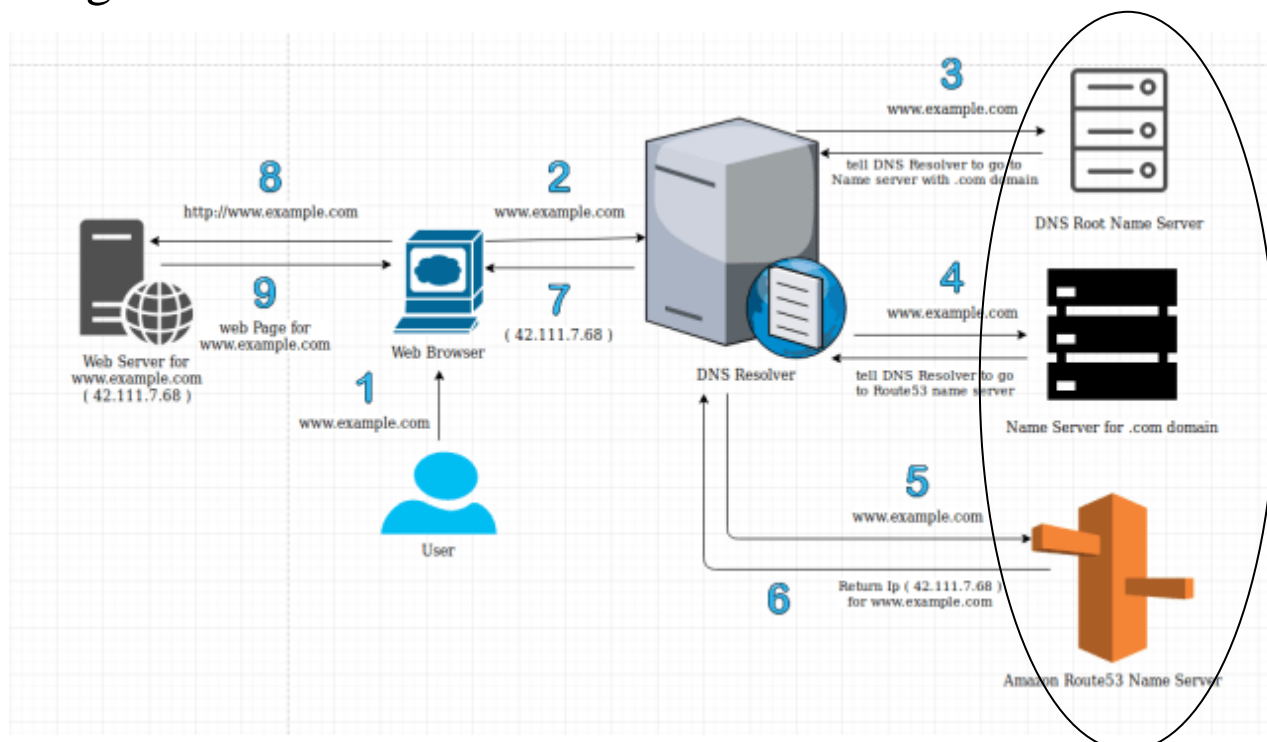 3
www.example.com
tell DNS Resolver to go to
Name server with .com domain
DNS Root Name Server
8
http://www.example.com
2
www.example.com
4
www.example.com
9
web Page for
www.example.com
7
( 42.111.7.68 )
Web Browser
Web Server for
www.example.com
( 42.111.7.68 )
DNS Resolver
tell DNS Resolver to go
to Route53 name server
1
www.example.com
Name Server for .com domain
5
www.example.com
User
6
Return Ip ( 42.111.7.68 )
for www.example.com
Amazon Route53 Name Server